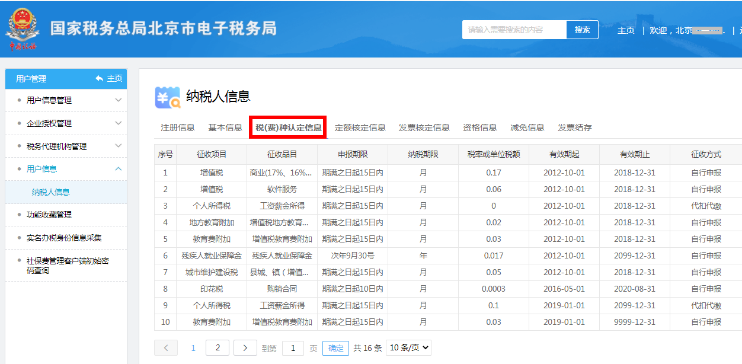 国家税务总局北京市电子税务局
请输入需要搜索的内容 搜索 主页 | 欢迎，北京
用户管理 主页
用户信息管理
企业授权管理
税务代理机构管理
用户信息
纳税人信息
功能收藏管理
实名办税身份信息采集
社保费管理客户端初始密码查询
纳税人信息
注册信息 基本信息 税(费)种认定信息 定额核定信息 发票核定信息 资格信息 减免信息 发票结存
序号 征收项目 征收品目 申报期限 纳税期限 税率或单位税额 有效期起 有效期止 征收方式
1 增值税 商业(17%、16%... 期满之日起15日内 月 0.17 2012-10-01 2018-12-31 自行申报
2 增值税 软件服务 期满之日起15日内 月 0.06 2012-10-01 2018-12-31 自行申报
3 个人所得税 工资薪金所得 期满之日起15日内 月 0 2012-10-01 2018-12-31 代扣代缴
4 地方教育附加 增值税地方教育... 期满之日起15日内 月 0.02 2012-10-01 2018-12-31 自行申报
5 教育费附加 增值税教育费附加 期满之日起15日内 月 0.03 2012-10-01 2018-12-31 自行申报
6 残疾人就业保障金 残疾人就业保障金 次年9月30号 年 0.017 2012-10-01 2099-12-31 自行申报
7 城市维护建设税 县城、镇（增值... 期满之日起15日内 月 0.05 2012-10-01 2018-12-31 自行申报
8 印花税 购销合同 期满之日起10日内 月 0.0003 2016-05-01 2020-08-31 自行申报
9 个人所得税 工资薪金所得 期满之日起15日内 月 0.1 2019-01-01 2099-12-31 代扣代缴
10 教育费附加 增值税教育费附加 期满之日起15日内 月 0.03 2019-01-01 9999-12-31 自行申报
< 1 2 > 到第 1 页 确定 共 16 条 10 条/页